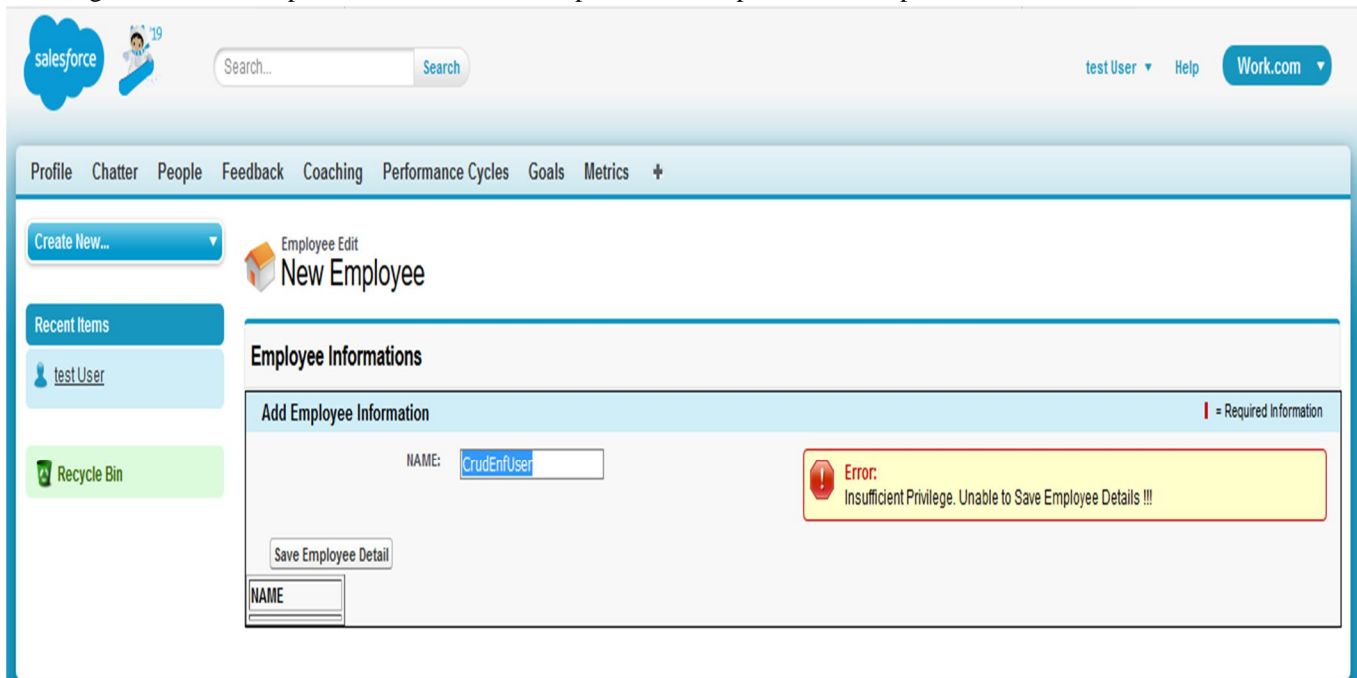 salesforce
'19
Search...
Search
test User
Help
Work.com
Profile Chatter People Feedback Coaching Performance Cycles Goals Metrics +
Create New...
Employee Edit
New Employee
Recent Items
test User
Recycle Bin
Employee Informations
Add Employee Information
= Required Information
NAME:
CrudEnfUser
Error:
Insufficient Privilege. Unable to Save Employee Details !!!
Save Employee Detail
NAME